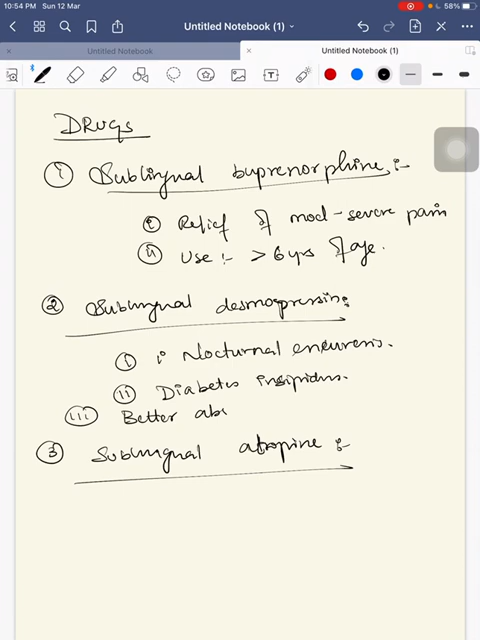 10:54 PM Sun 12 Mar
58%
Untitled Notebook (1)
Untitled Notebook
Untitled Notebook (1)
DRUGS
① Sublingual buprenorphine :-
ⓘ Relief of mod-severe pain
ⓘⓘ Use :- > 6 yrs of age.
② Sublingual desmopressin :
ⓘ : Nocturnal eneuresis.
ⓘⓘ Diabetes insipidus.
ⓘⓘⓘ Better abs
③ Sublingual atropine :-